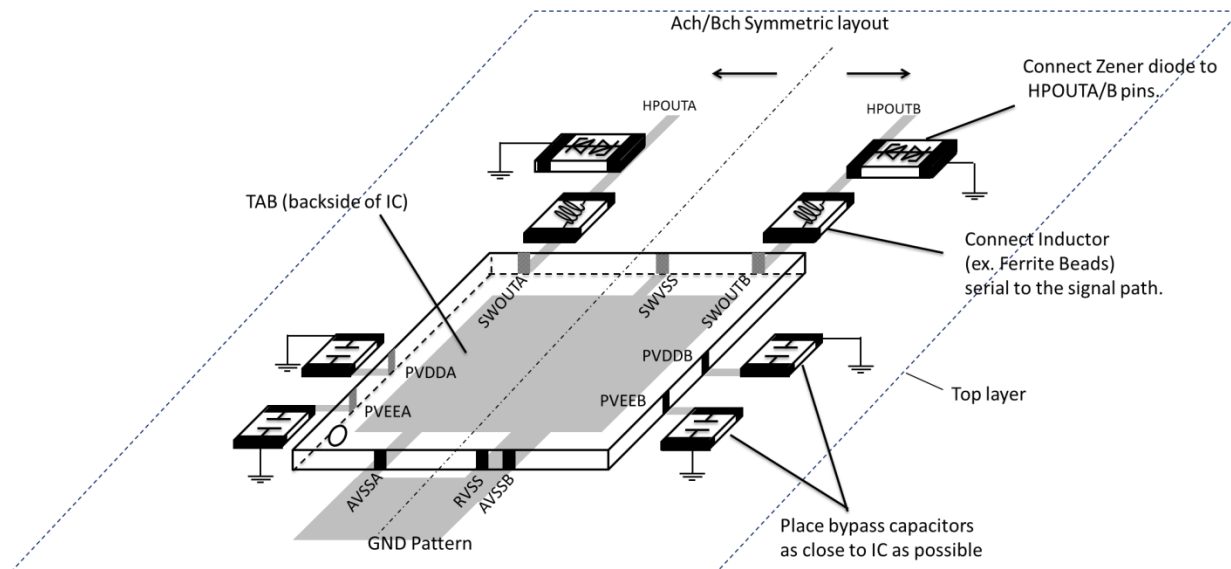 Ach/Bch Symmetric layout
Connect Zener diode to
HPOUTA/B pins.
HPOUTA
HPOUTB
TAB (backside of IC)
Connect Inductor
(ex. Ferrite Beads)
serial to the signal path.
SWOUTA
SWVSS
SWOUTB
PVDDA
PVDDB
PVEEA
PVEEB
Top layer
AVSSA
RVSS
AVSSB
GND Pattern
Place bypass capacitors
as close to IC as possible